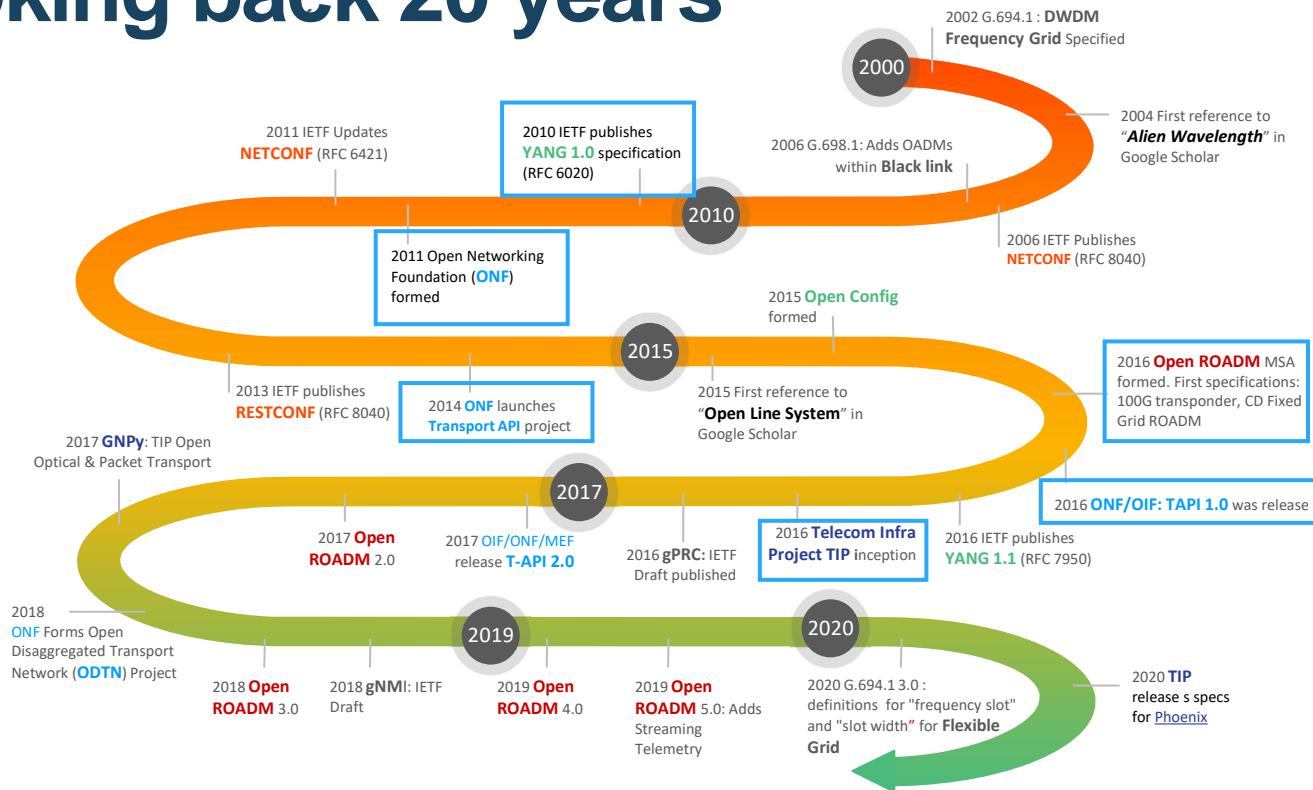 king back 20 years
2002 G.694.1 : DWDM
Frequency Grid Specified
2000
2004 First reference to
“Alien Wavelength” in
Google Scholar
2006 G.698.1: Adds OADMs
within Black link
2006 IETF Publishes
NETCONF (RFC 8040)
2010
2010 IETF publishes
YANG 1.0 specification
(RFC 6020)
2011 IETF Updates
NETCONF (RFC 6421)
2011 Open Networking
Foundation (ONF)
formed
2013 IETF publishes
RESTCONF (RFC 8040)
2014 ONF launches
Transport API project
2015
2015 First reference to
“Open Line System” in
Google Scholar
2015 Open Config
formed
2016 Open ROADM MSA
formed. First specifications:
100G transponder, CD Fixed
Grid ROADM
2016 ONF/OIF: TAPI 1.0 was release
2016 IETF publishes
YANG 1.1 (RFC 7950)
2016 Telecom Infra
Project TIP inception
2016 gPRC: IETF
Draft published
2017
2017 OIF/ONF/MEF
release T-API 2.0
2017 Open
ROADM 2.0
2017 GNPy: TIP Open
Optical & Packet Transport
2018
ONF Forms Open
Disaggregated Transport
Network (ODTN) Project
2018 Open
ROADM 3.0
2018 gNMI: IETF
Draft
2019
2019 Open
ROADM 4.0
2019 Open
ROADM 5.0: Adds
Streaming
Telemetry
2020
2020 G.694.1 3.0 :
definitions for "frequency slot"
and "slot width" for Flexible
Grid
2020 TIP
release s specs
for Phoenix